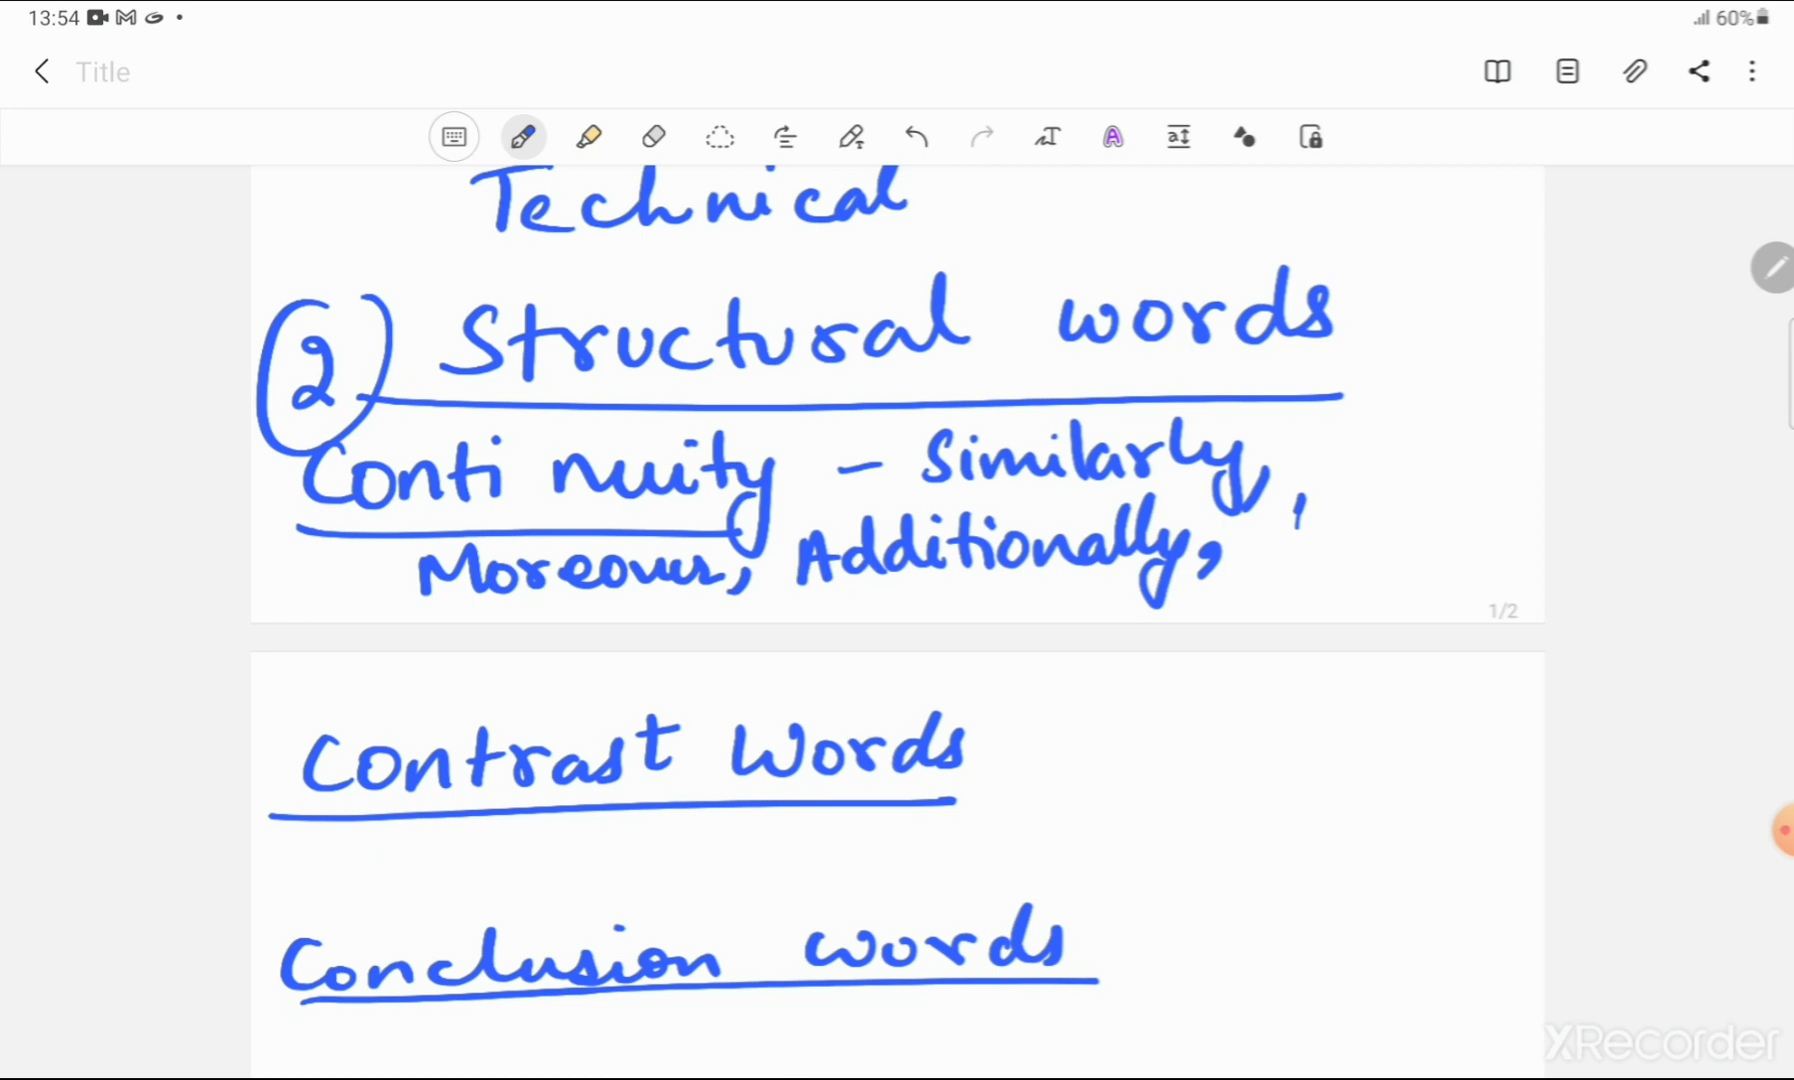 13:54 60%
Title
Technical
(2) Structural words
Continuity – Similarly, ,
Moreover, Additionally,
1/2
Contrast Words
Conclusion words
XRecorder